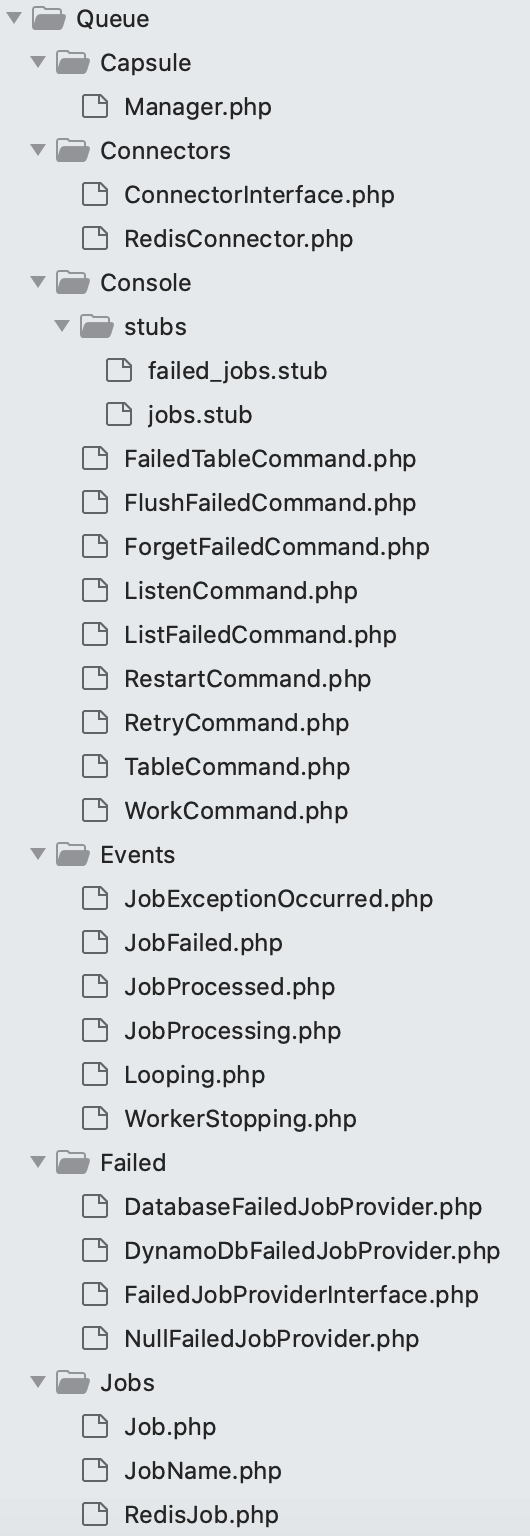 Queue
Capsule
Manager.php
Connectors
ConnectorInterface.php
RedisConnector.php
Console
stubs
failed_jobs.stub
jobs.stub
FailedTableCommand.php
FlushFailedCommand.php
ForgetFailedCommand.php
ListenCommand.php
ListFailedCommand.php
RestartCommand.php
RetryCommand.php
TableCommand.php
WorkCommand.php
Events
JobExceptionOccurred.php
JobFailed.php
JobProcessed.php
JobProcessing.php
Looping.php
WorkerStopping.php
Failed
DatabaseFailedJobProvider.php
DynamoDbFailedJobProvider.php
FailedJobProviderInterface.php
NullFailedJobProvider.php
Jobs
Job.php
JobName.php
RedisJob.php